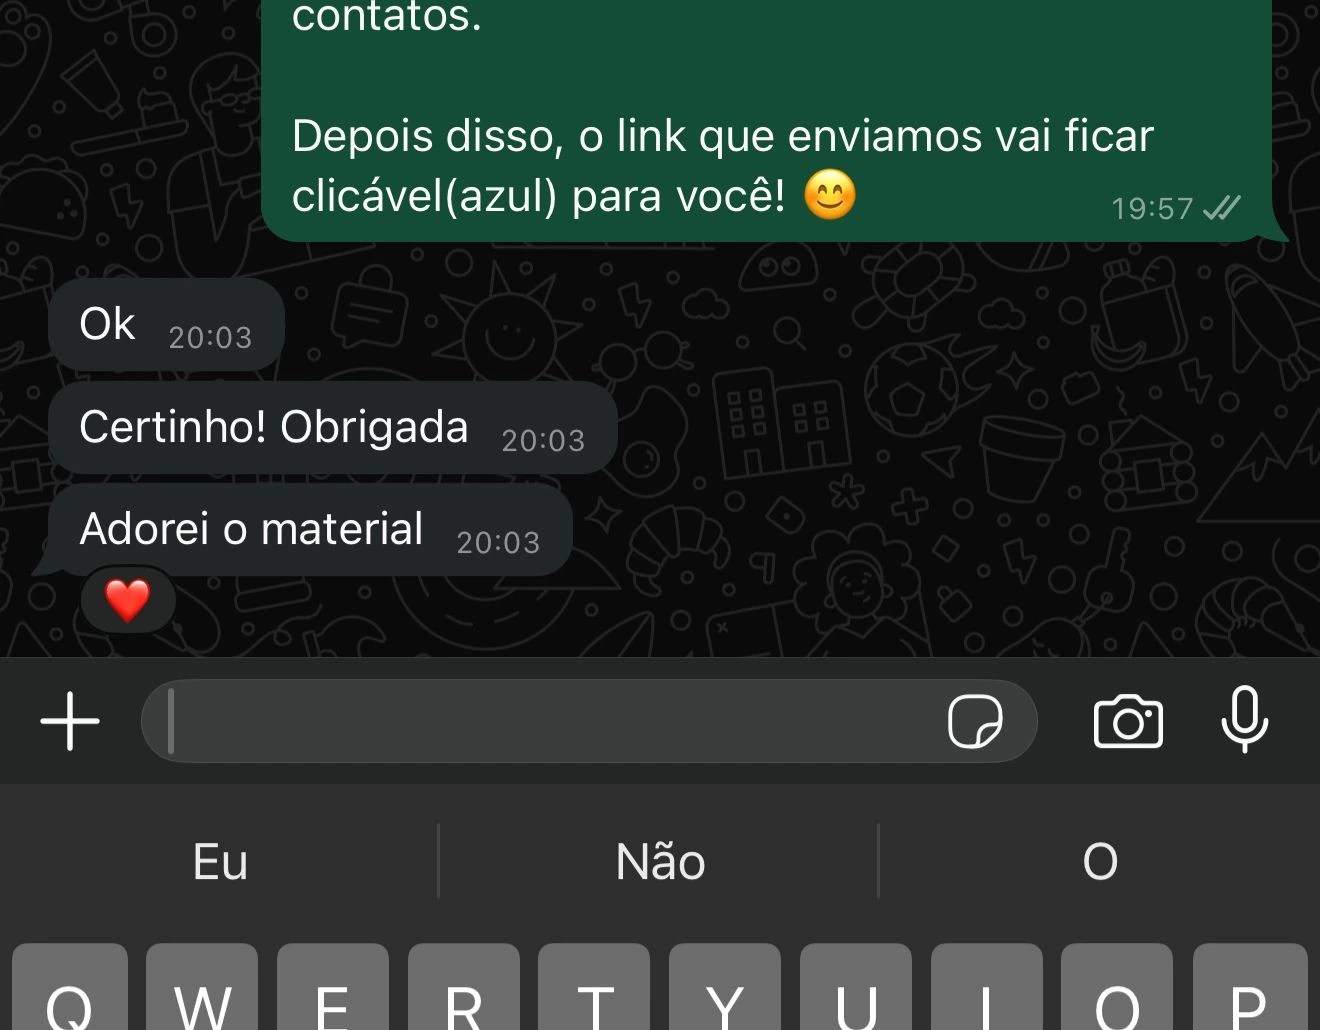 contatos.
Depois disso, o link que enviamos vai ficar
clicável(azul) para você! 😊
19:57
Ok 20:03
Certinho! Obrigada 20:03
Adorei o material 20:03
❤️
Eu Não O
Q W E R T Y U I O P